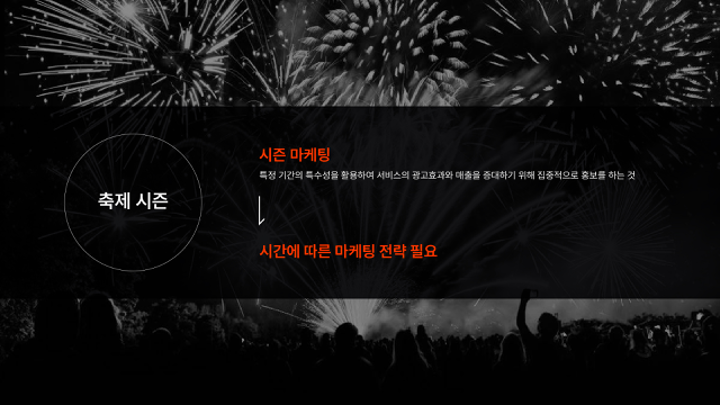 축제 시즌
시즌 마케팅
특정 기간의 특수성을 활용하여 서비스의 광고효과와 매출을 증대하기 위해 집중적으로 홍보를 하는 것
시간에 따른 마케팅 전략 필요